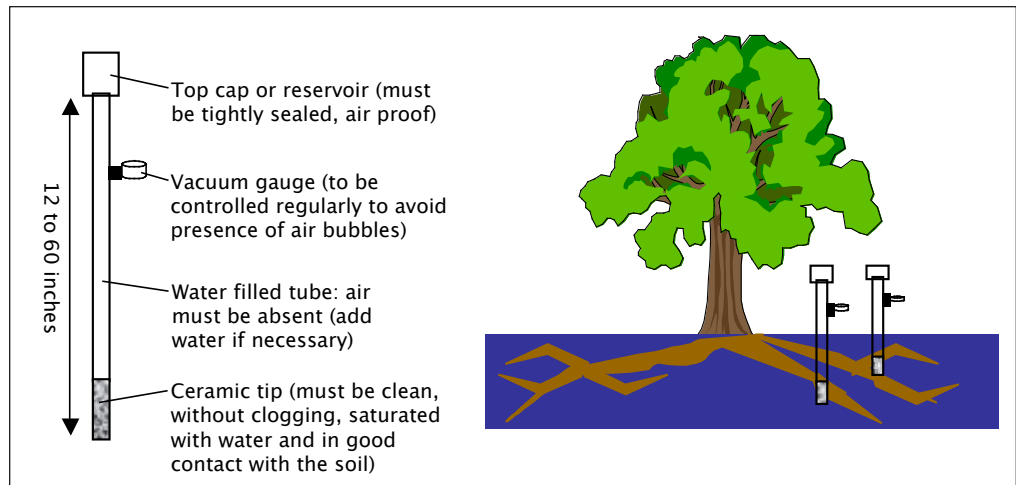 Top cap or reservoir (must
be tightly sealed, air proof)
Vacuum gauge (to be
controlled regularly to avoid
presence of air bubbles)
12 to 60 inches
Water filled tube: air
must be absent (add
water if necessary)
Ceramic tip (must be clean,
without clogging, saturated
with water and in good
contact with the soil)